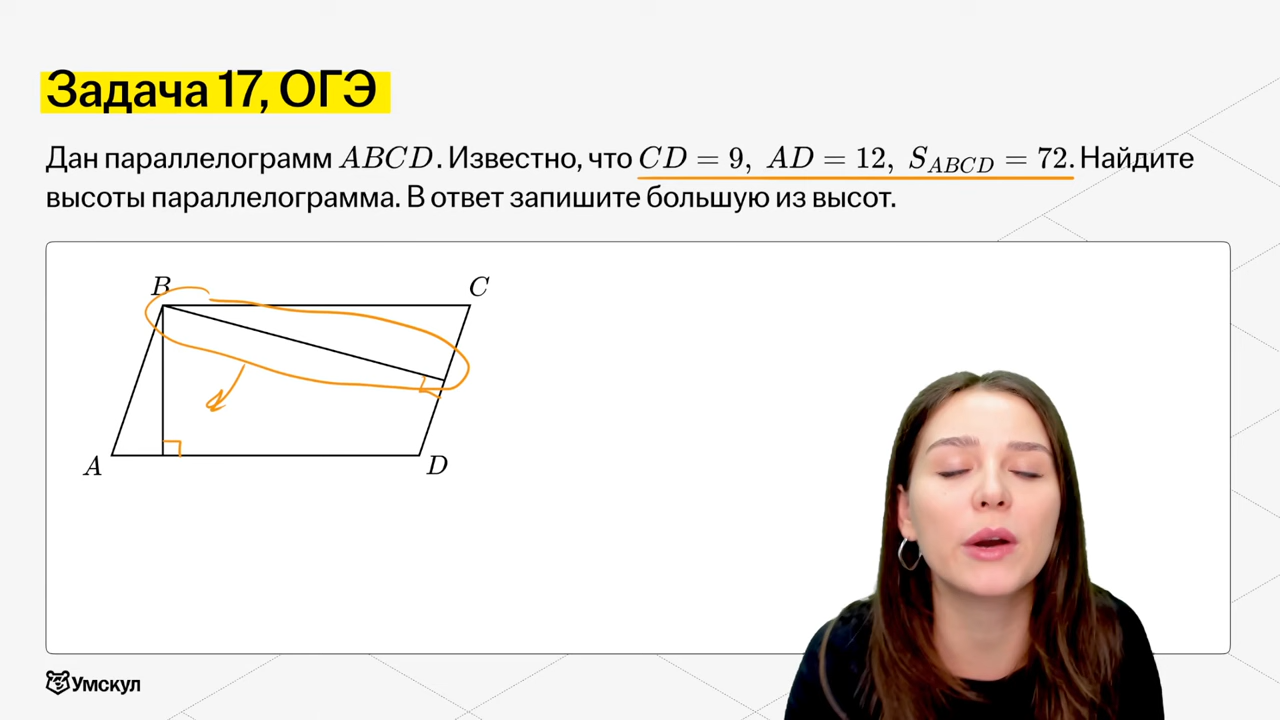 Задача 17, ОГЭ
Дан параллелограмм ABCD. Известно, что CD = 9, AD = 12, S_ABCD = 72. Найдите
высоты параллелограмма. В ответ запишите большую из высот.
B
C
A
D
Умскул